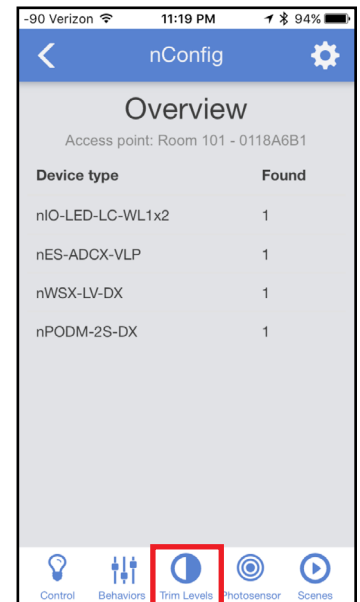 -90 Verizon 11:19 PM 94%
nConfig
Overview
Access point: Room 101 - 0118A6B1
Device type Found
nIO-LED-LC-WL1x2 1
nES-ADCX-VLP 1
nWSX-LV-DX 1
nPODM-2S-DX 1
Control Behaviors Trim Levels Photosensor Scenes